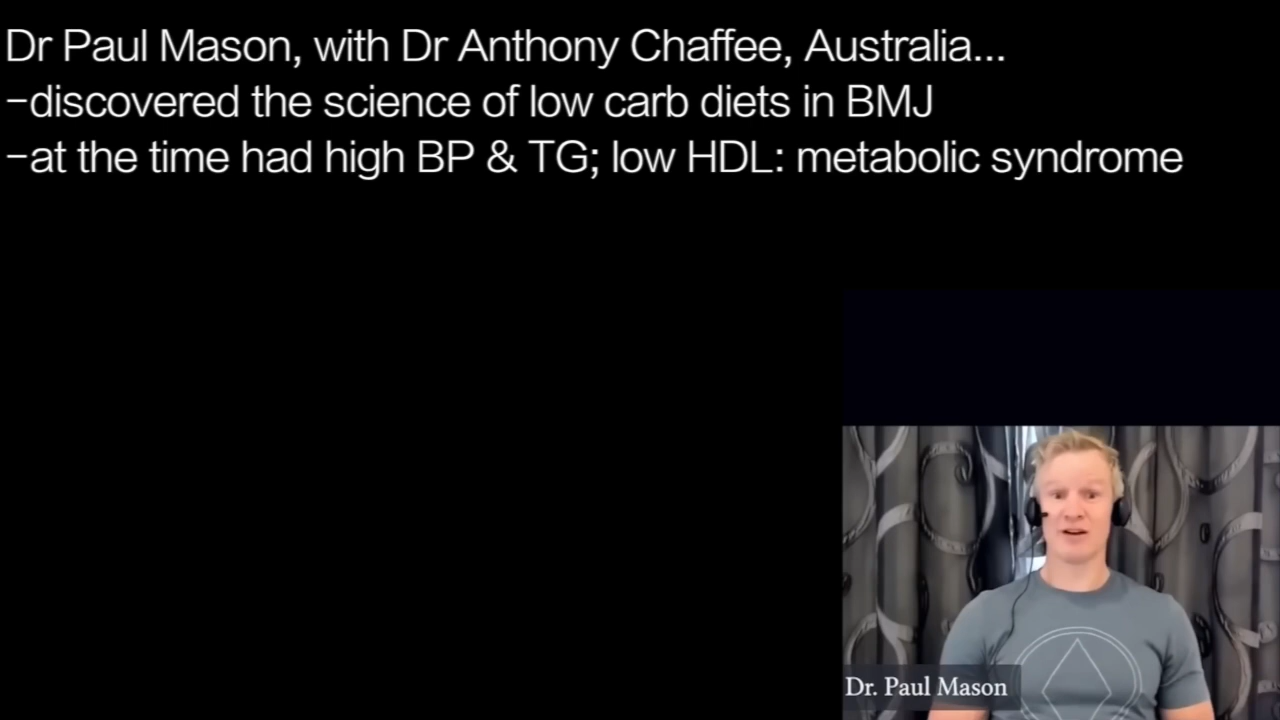 Dr Paul Mason, with Dr Anthony Chaffee, Australia...
-discovered the science of low carb diets in BMJ
-at the time had high BP & TG; low HDL: metabolic syndrome
Dr. Paul Mason